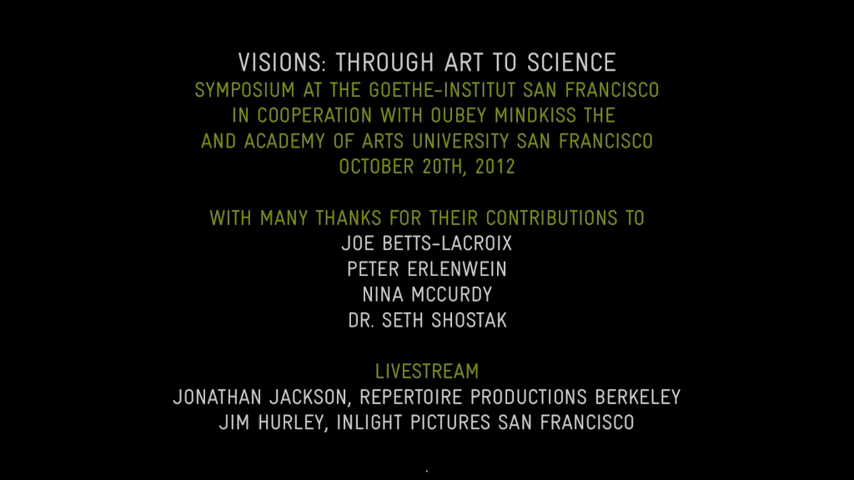 VISIONS: THROUGH ART TO SCIENCE
SYMPOSIUM AT THE GOETHE-INSTITUT SAN FRANCISCO
IN COOPERATION WITH OUBEY MINDKISS THE
AND ACADEMY OF ARTS UNIVERSITY SAN FRANCISCO
OCTOBER 20TH, 2012
WITH MANY THANKS FOR THEIR CONTRIBUTIONS TO
JOE BETTS-LACROIX
PETER ERLENWEIN
NINA MCCURDY
DR. SETH SHOSTAK
LIVESTREAM
JONATHAN JACKSON, REPERTOIRE PRODUCTIONS BERKELEY
JIM HURLEY, INLIGHT PICTURES SAN FRANCISCO